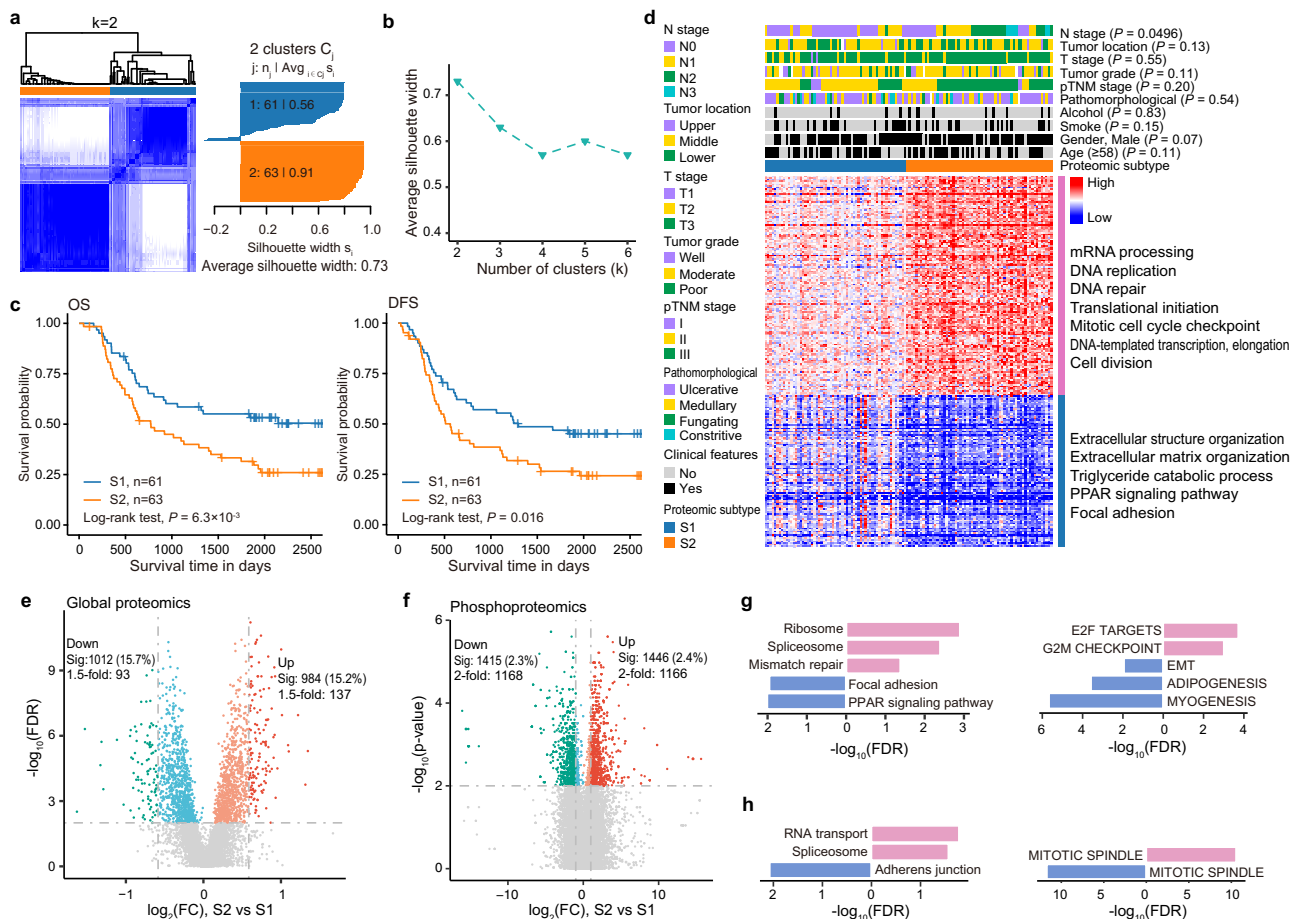 a
k=2
2 clusters Cj
j: nj | Avg i∈Cj si
1: 61 | 0.56
2: 63 | 0.91
−0.2 0.0 0.4 1.0
Silhouette width si
Average silhouette width: 0.73
b
Average silhouette width
0.7
0.6
0.5
0.4
2 3 4 5 6
Number of clusters (k)
c
OS
Survival probability
1.00
0.75
0.50
0.25
0.00
S1, n=61
S2, n=63
Log-rank test, P = 6.3×10⁻³
0 500 1000 1500 2000 2500
Survival time in days
DFS
Survival probability
1.00
0.75
0.50
0.25
0.00
S1, n=61
S2, n=63
Log-rank test, P = 0.016
0 500 1000 1500 2000 2500
Survival time in days
d
N stage
N0
N1
N2
N3
Tumor location
Upper
Middle
Lower
T stage
T1
T2
T3
Tumor grade
Well
Moderate
Poor
pTNM stage
I
II
III
Pathomorphological
Ulcerative
Medullary
Fungating
Constritive
Clinical features
No
Yes
Proteomic subtype
S1
S2
N stage (P = 0.0496)
Tumor location (P = 0.13)
T stage (P = 0.55)
Tumor grade (P = 0.11)
pTNM stage (P = 0.20)
Pathomorphological (P = 0.54)
Alcohol (P = 0.83)
Smoke (P = 0.15)
Gender, Male (P = 0.07)
Age (≥58) (P = 0.11)
Proteomic subtype
High
Low
mRNA processing
DNA replication
DNA repair
Translational initiation
Mitotic cell cycle checkpoint
DNA-templated transcription, elongation
Cell division
Extracellular structure organization
Extracellular matrix organization
Triglyceride catabolic process
PPAR signaling pathway
Focal adhesion
e
Global proteomics
Down
Sig:1012 (15.7%)
1.5-fold: 93
Up
Sig: 984 (15.2%)
1.5-fold: 137
-log10(FDR)
9
6
3
0
−1 0 1
log2(FC), S2 vs S1
f
Phosphoproteomics
Down
Sig: 1415 (2.3%)
2-fold: 1168
Up
Sig: 1446 (2.4%)
2-fold: 1166
-log10(p-value)
6
4
2
0
−10 0 10
log2(FC), S2 vs S1
g
Ribosome
Spliceosome
Mismatch repair
Focal adhesion
PPAR signaling pathway
2 1 0 1 2 3
-log10(FDR)
E2F TARGETS
G2M CHECKPOINT
EMT
ADIPOGENESIS
MYOGENESIS
6 4 2 0 2 4
-log10(FDR)
h
RNA transport
Spliceosome
Adherens junction
2 1 0 1
-log10(FDR)
MITOTIC SPINDLE
MITOTIC SPINDLE
10 5 0 5 10
-log10(FDR)